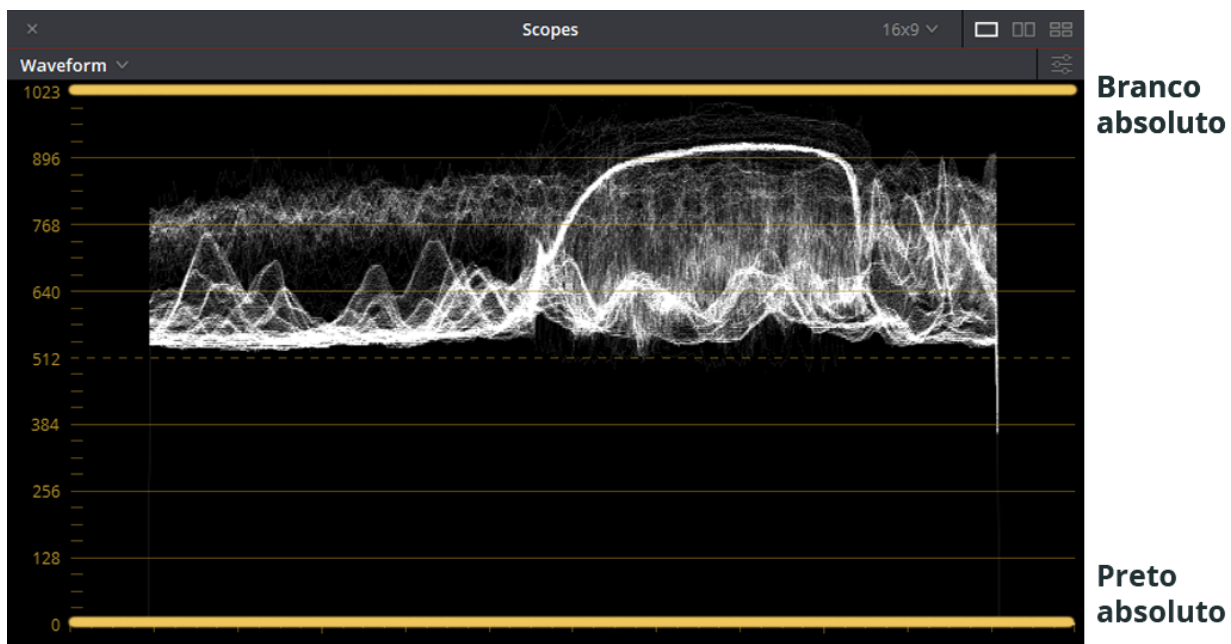 Scopes
16x9
Waveform
1023
896
768
640
512
384
256
128
0
Branco
absoluto
Preto
absoluto